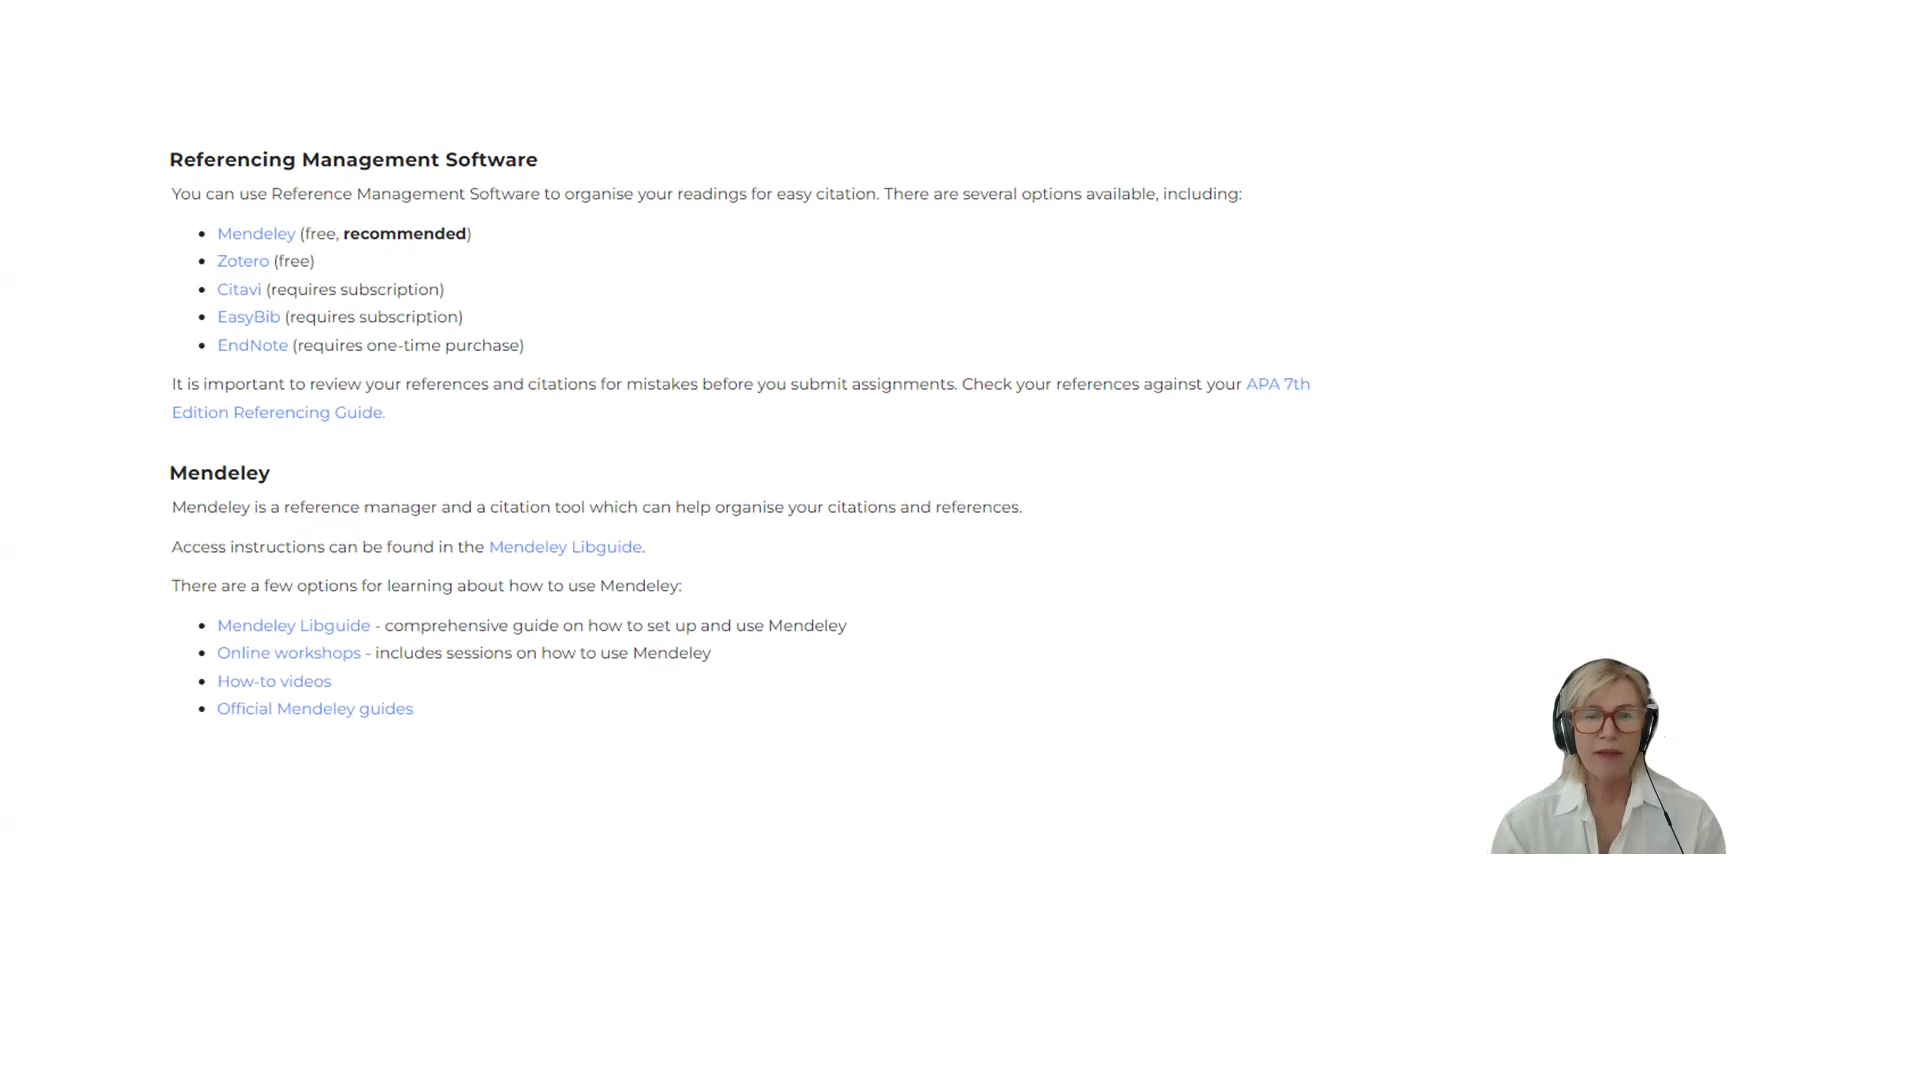 Referencing Management Software
You can use Reference Management Software to organise your readings for easy citation. There are several options available, including:
• Mendeley (free, recommended)
• Zotero (free)
• Citavi (requires subscription)
• EasyBib (requires subscription)
• EndNote (requires one-time purchase)
It is important to review your references and citations for mistakes before you submit assignments. Check your references against your APA 7th
Edition Referencing Guide.
Mendeley
Mendeley is a reference manager and a citation tool which can help organise your citations and references.
Access instructions can be found in the Mendeley Libguide.
There are a few options for learning about how to use Mendeley:
• Mendeley Libguide - comprehensive guide on how to set up and use Mendeley
• Online workshops - includes sessions on how to use Mendeley
• How-to videos
• Official Mendeley guides